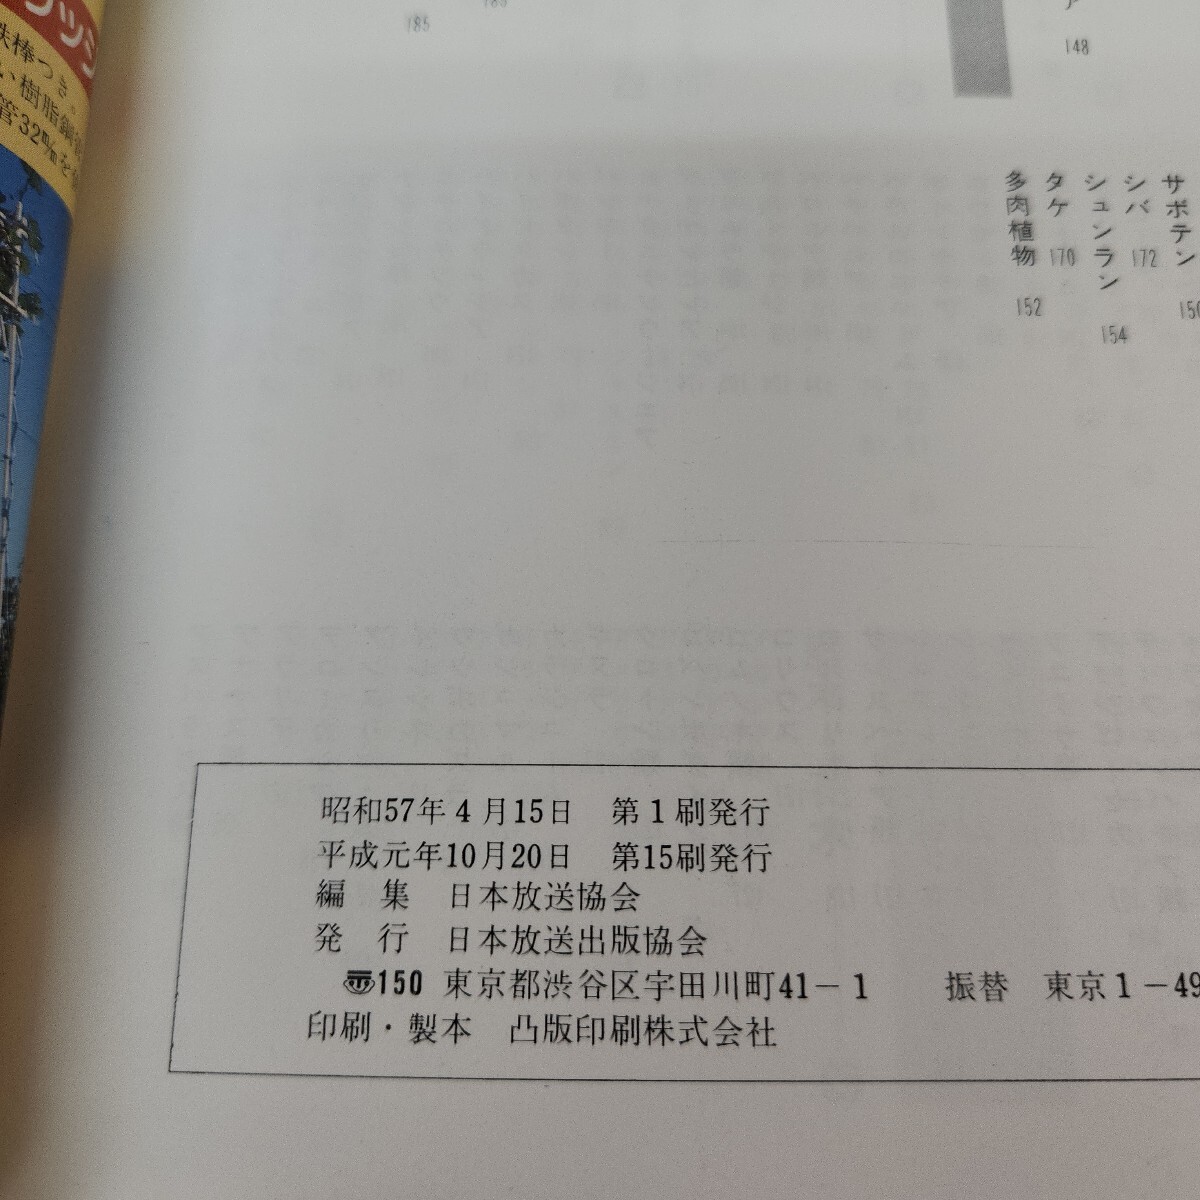 185
148
サボテン
シバ 172
シュンラン 154
タケ 170
多肉植物 152
昭和57年4月15日 第1刷発行
平成元年10月20日 第15刷発行
編 集 日本放送協会
発 行 日本放送出版協会
〠150 東京都渋谷区宇田川町41－1 振替 東京1－49
印刷・製本 凸版印刷株式会社
鉄棒つき。
い樹脂鋼
管32㎜を